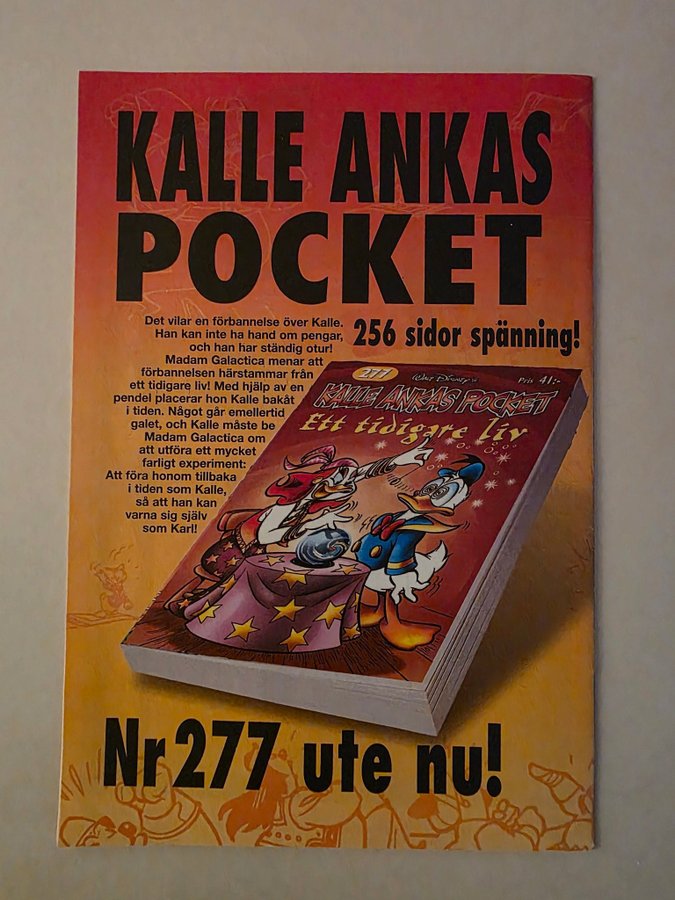 KALLE ANKAS
POCKET
Det vilar en förbannelse över Kalle.
Han kan inte ha hand om pengar,
och han har ständig otur!
Madam Galactica menar att
förbannelsen härstammar från
ett tidigare liv! Med hjälp av en
pendel placerar hon Kalle bakåt
i tiden. Något går emellertid
galet, och Kalle måste be
Madam Galactica om
att utföra ett mycket
farligt experiment:
Att föra honom tillbaka
i tiden som Kalle,
så att han kan
varna sig själv
som Karl!
256 sidor spänning!
277
Walt Disney's
Pris 41:-
KALLE ANKAS POCKET
Ett tidigare liv
277
Nr 277 ute nu!